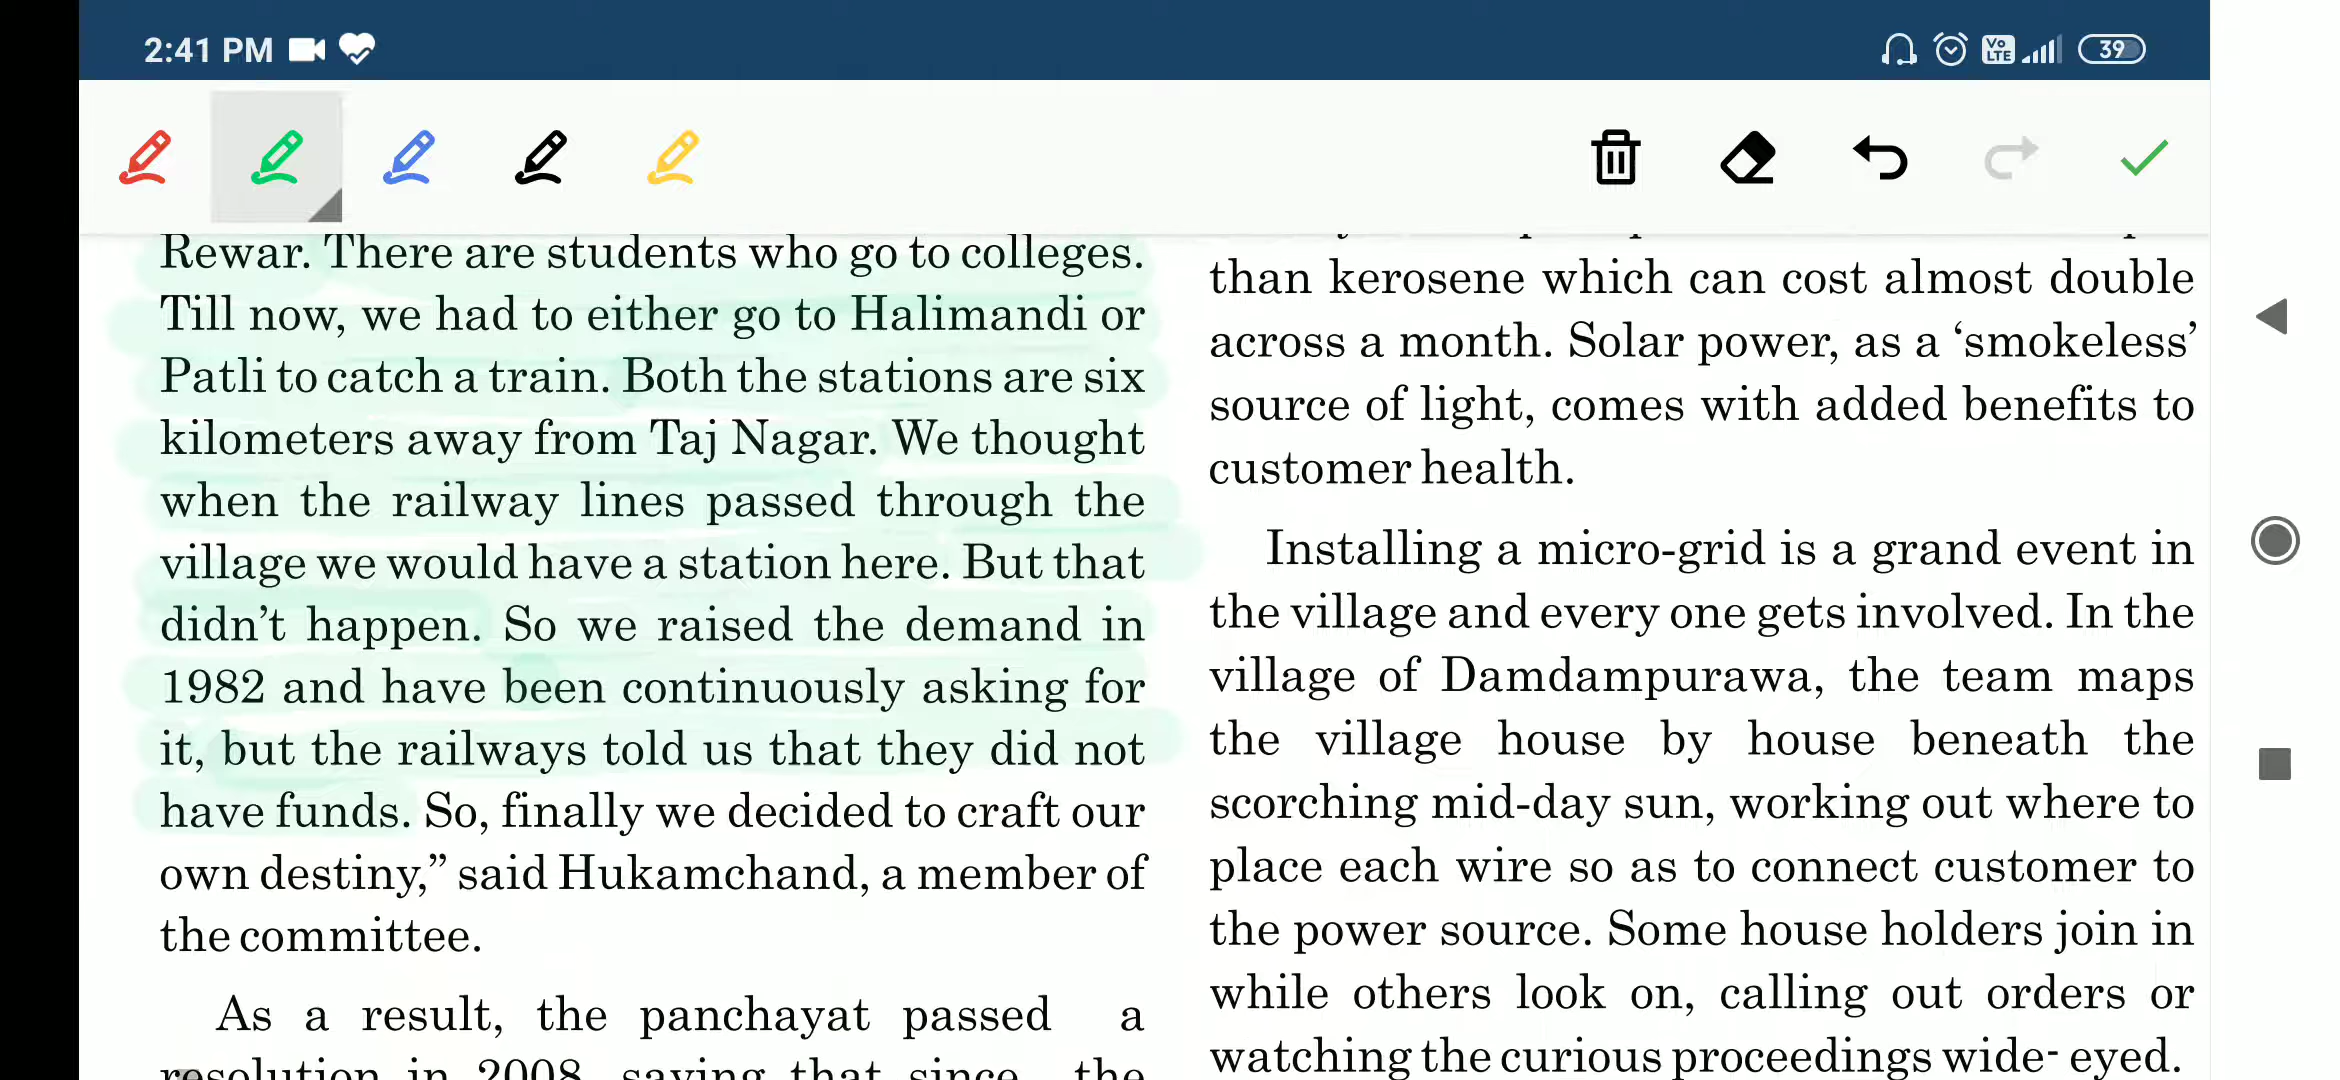 2:41 PM
Vo LTE
39
Rewar. There are students who go to colleges.
Till now, we had to either go to Halimandi or
Patli to catch a train. Both the stations are six
kilometers away from Taj Nagar. We thought
when the railway lines passed through the
village we would have a station here. But that
didn’t happen. So we raised the demand in
1982 and have been continuously asking for
it, but the railways told us that they did not
have funds. So, finally we decided to craft our
own destiny,” said Hukamchand, a member of
the committee.
As a result, the panchayat passed a
resolution in 2008, saying that since the
than kerosene which can cost almost double
across a month. Solar power, as a ‘smokeless’
source of light, comes with added benefits to
customer health.
Installing a micro-grid is a grand event in
the village and every one gets involved. In the
village of Damdampurawa, the team maps
the village house by house beneath the
scorching mid-day sun, working out where to
place each wire so as to connect customer to
the power source. Some house holders join in
while others look on, calling out orders or
watching the curious proceedings wide- eyed.